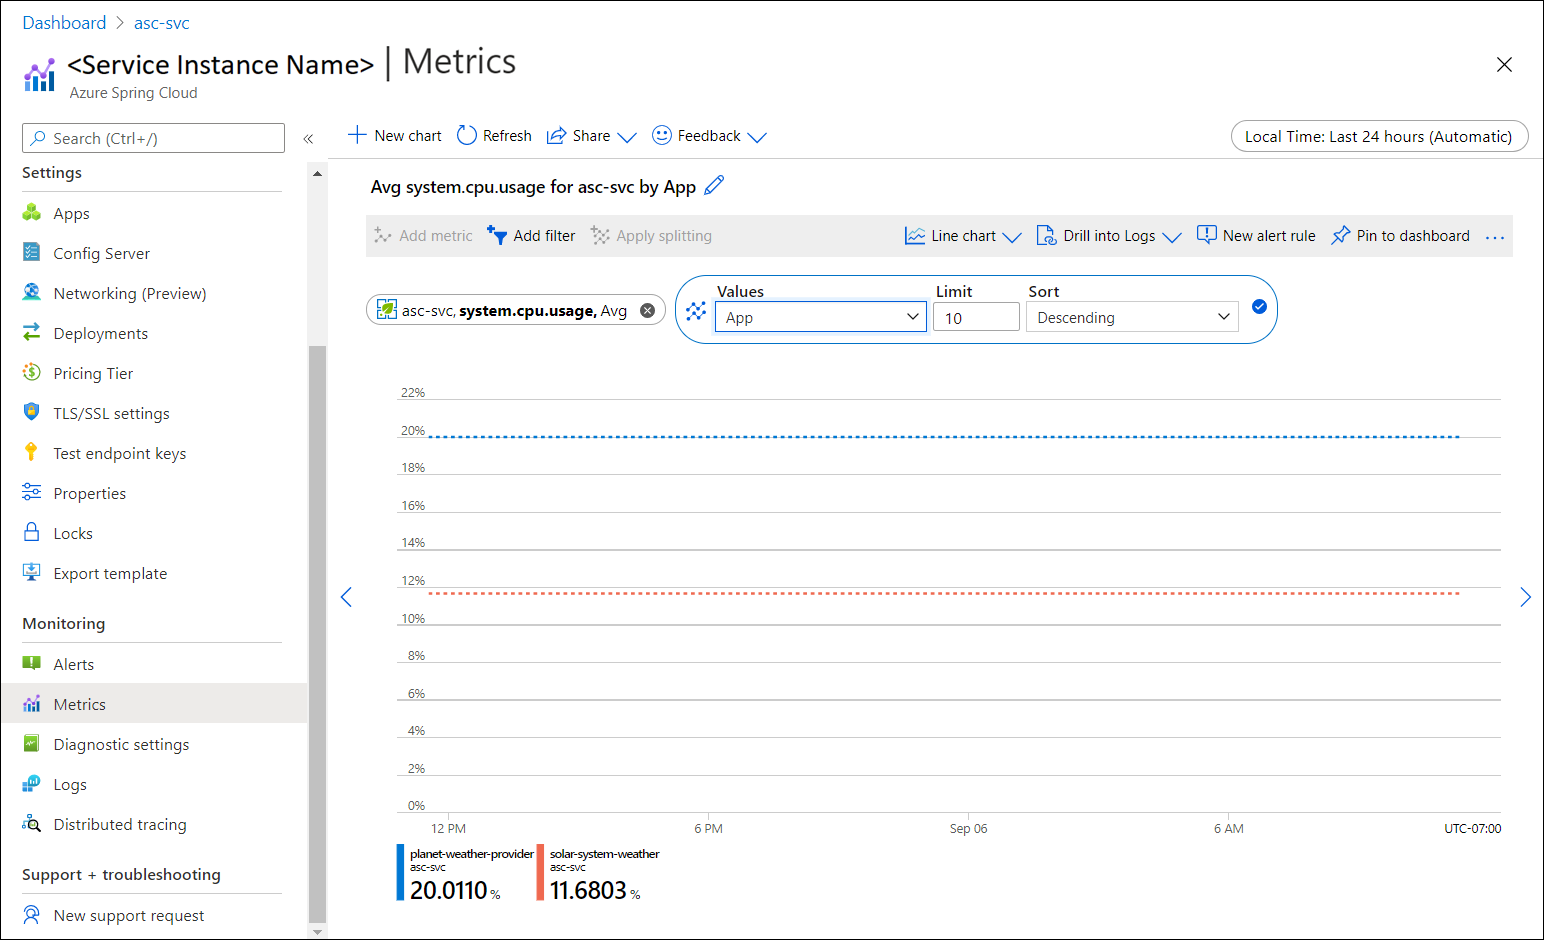 Dashboard > asc-svc
<Service Instance Name> | Metrics
Azure Spring Cloud
Search (Ctrl+/)
«
Settings
Apps
Config Server
Networking (Preview)
Deployments
Pricing Tier
TLS/SSL settings
Test endpoint keys
Properties
Locks
Export template
Monitoring
Alerts
Metrics
Diagnostic settings
Logs
Distributed tracing
Support + troubleshooting
New support request
New chart Refresh Share Feedback
Local Time: Last 24 hours (Automatic)
Avg system.cpu.usage for asc-svc by App
Add metric Add filter Apply splitting Line chart Drill into Logs New alert rule Pin to dashboard ...
asc-svc, system.cpu.usage, Avg
Values Limit Sort
App 10 Descending
22%
20%
18%
16%
14%
12%
10%
8%
6%
4%
2%
0%
12 PM 6 PM Sep 06 6 AM UTC-07:00
planet-weather-provider
asc-svc
20.0110 %
solar-system-weather
asc-svc
11.6803 %